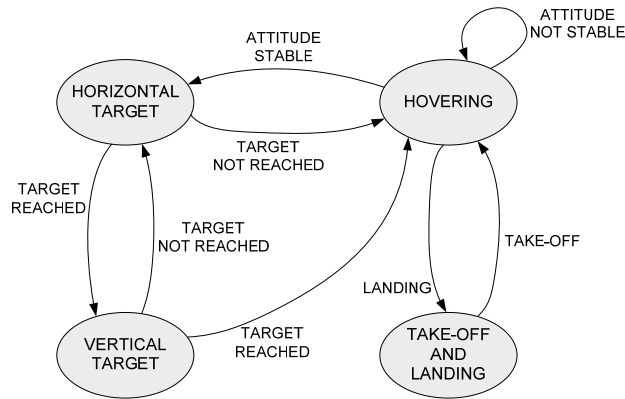 ATTITUDE
NOT STABLE
ATTITUDE
STABLE
HORIZONTAL
TARGET
HOVERING
TARGET
NOT REACHED
TARGET
REACHED
TARGET
NOT REACHED
TAKE-OFF
LANDING
VERTICAL
TARGET
TARGET
REACHED
TAKE-OFF
AND
LANDING